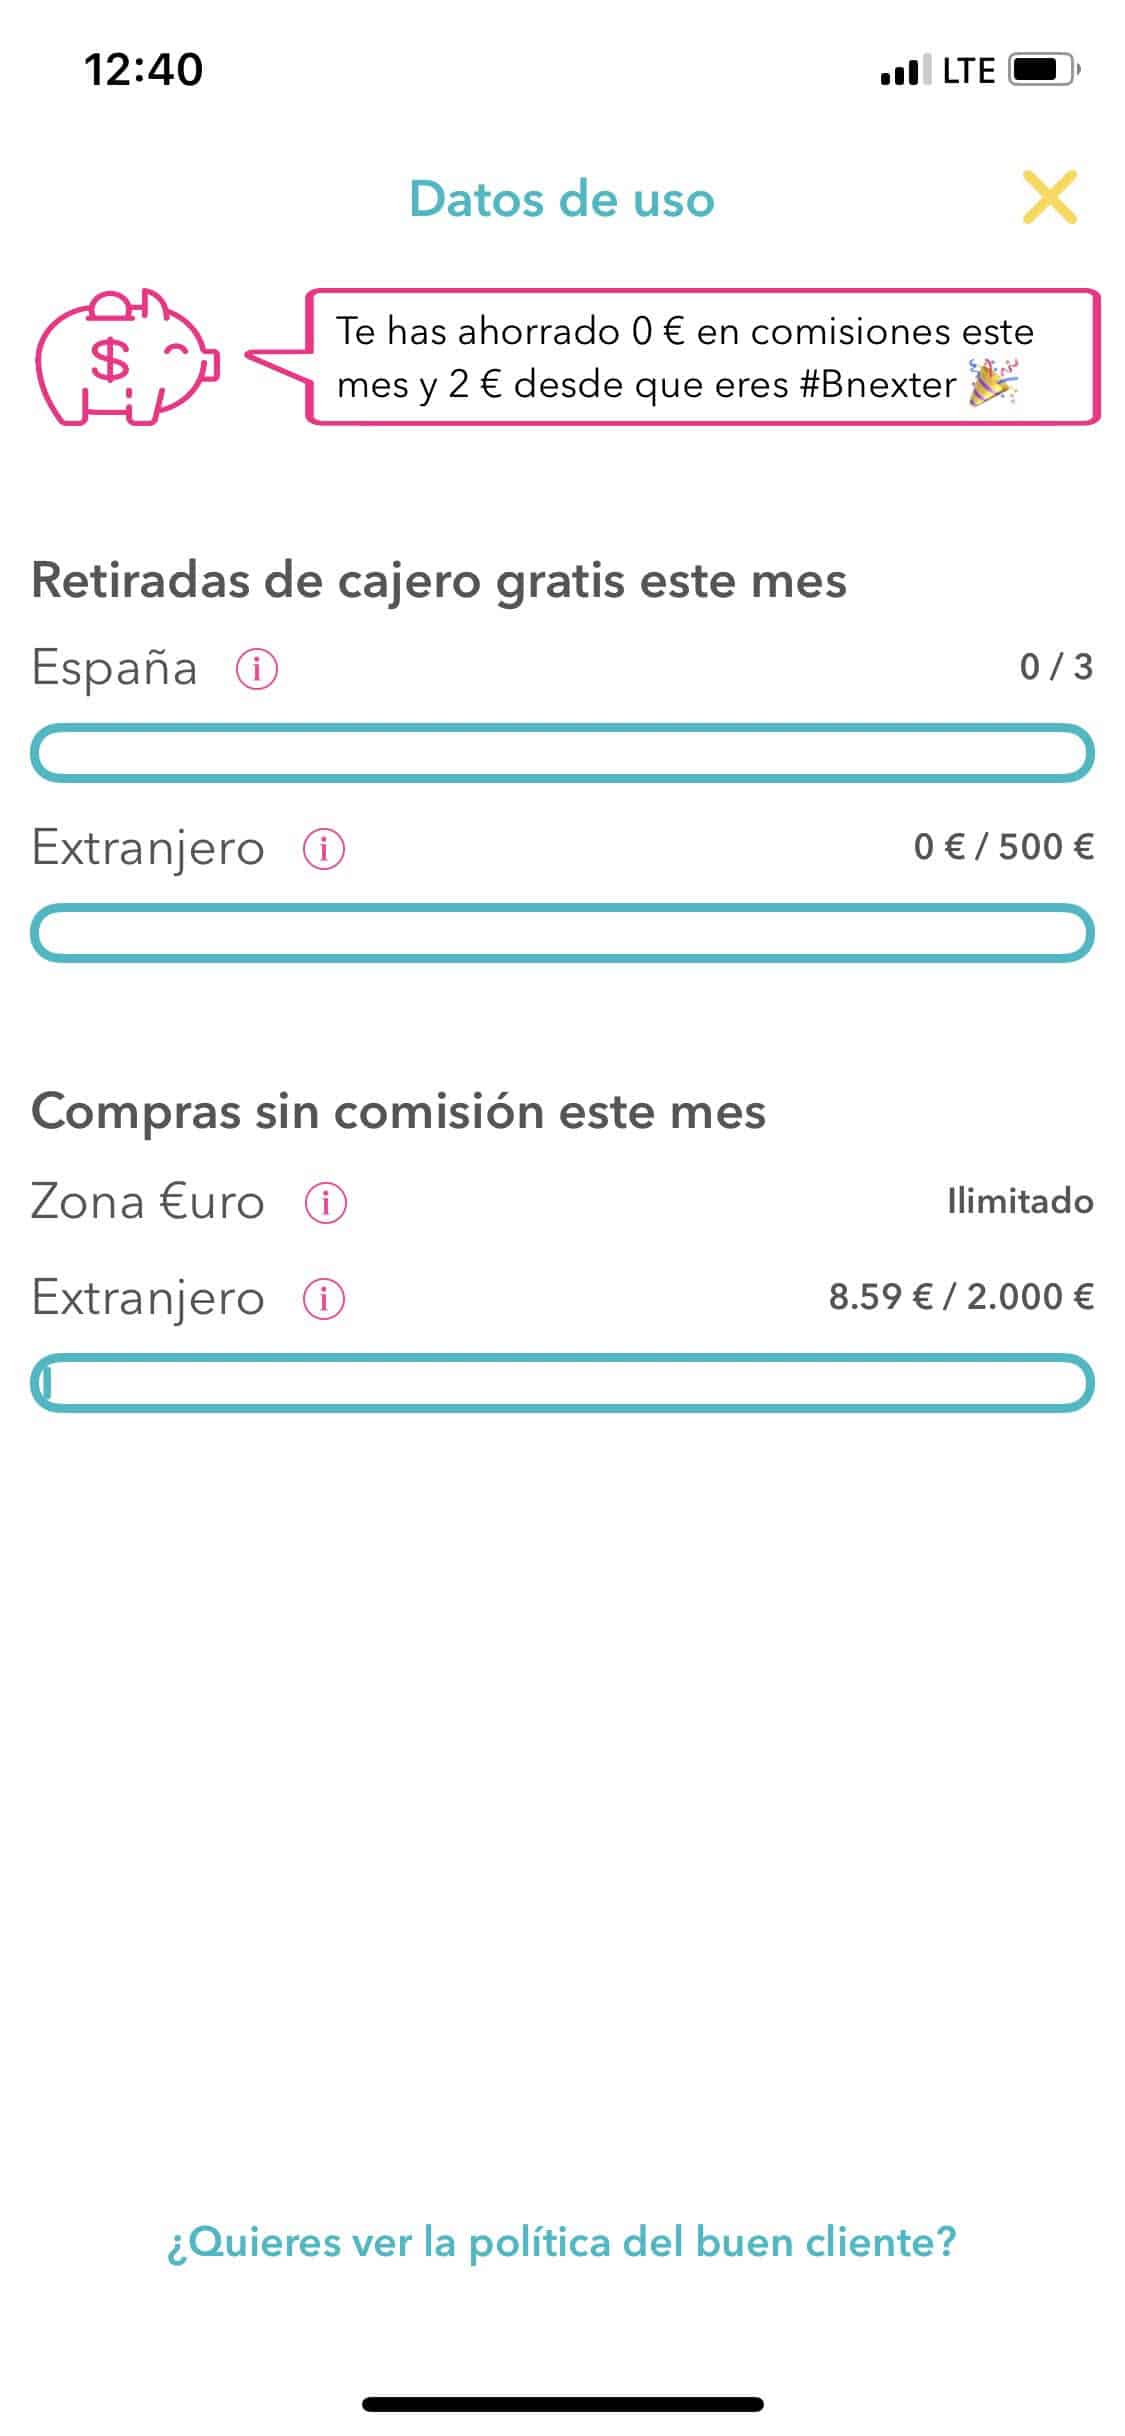 12:40
LTE
Datos de uso
$
Te has ahorrado 0 € en comisiones este
mes y 2 € desde que eres #Bnexter 🎉
Retiradas de cajero gratis este mes
España i 0 / 3
Extranjero i 0 € / 500 €
Compras sin comisión este mes
Zona €uro i Ilimitado
Extranjero i 8.59 € / 2.000 €
¿Quieres ver la política del buen cliente?